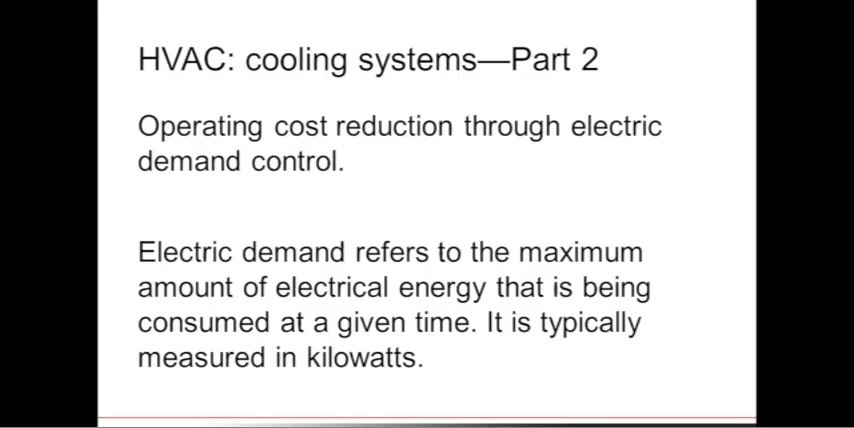 HVAC: cooling systems—Part 2
Operating cost reduction through electric
demand control.
Electric demand refers to the maximum
amount of electrical energy that is being
consumed at a given time. It is typically
measured in kilowatts.